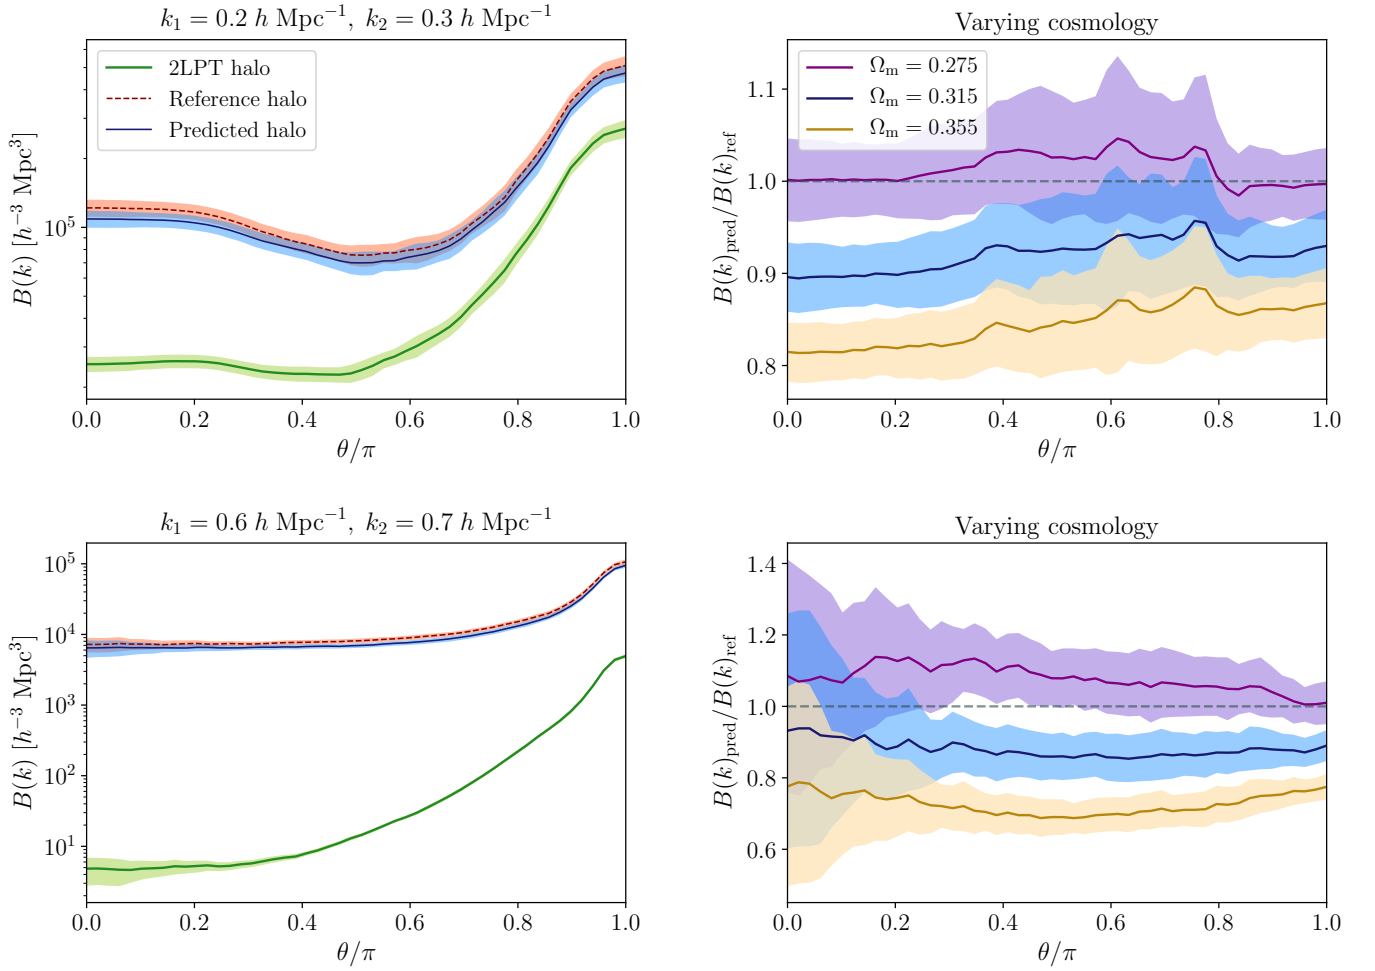 k₁ = 0.2 h Mpc⁻¹, k₂ = 0.3 h Mpc⁻¹
2LPT halo
Reference halo
Predicted halo
B(k) [h⁻³ Mpc³]
10⁵
0.0 0.2 0.4 0.6 0.8 1.0
θ/π
Varying cosmology
Ωₘ = 0.275
Ωₘ = 0.315
Ωₘ = 0.355
B(k)pred/B(k)ref
1.1
1.0
0.9
0.8
0.0 0.2 0.4 0.6 0.8 1.0
θ/π
k₁ = 0.6 h Mpc⁻¹, k₂ = 0.7 h Mpc⁻¹
B(k) [h⁻³ Mpc³]
10⁵
10⁴
10³
10²
10¹
0.0 0.2 0.4 0.6 0.8 1.0
θ/π
Varying cosmology
B(k)pred/B(k)ref
1.4
1.2
1.0
0.8
0.6
0.0 0.2 0.4 0.6 0.8 1.0
θ/π